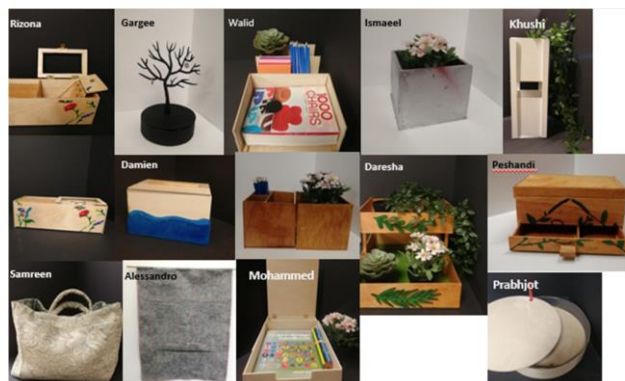 Rizona
Gargee
Walid
Ismaeel
Khushi
1000
CHAIRS
Damien
Daresha
Peshandi
Samreen
Alessandro
Mohammed
Prabhjot